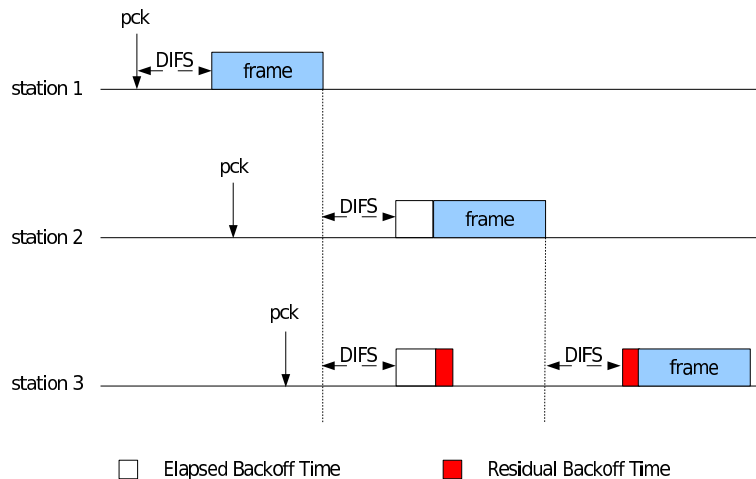 pck
DIFS
frame
station 1
pck
DIFS
frame
station 2
pck
DIFS
DIFS
frame
station 3
Elapsed Backoff Time
Residual Backoff Time